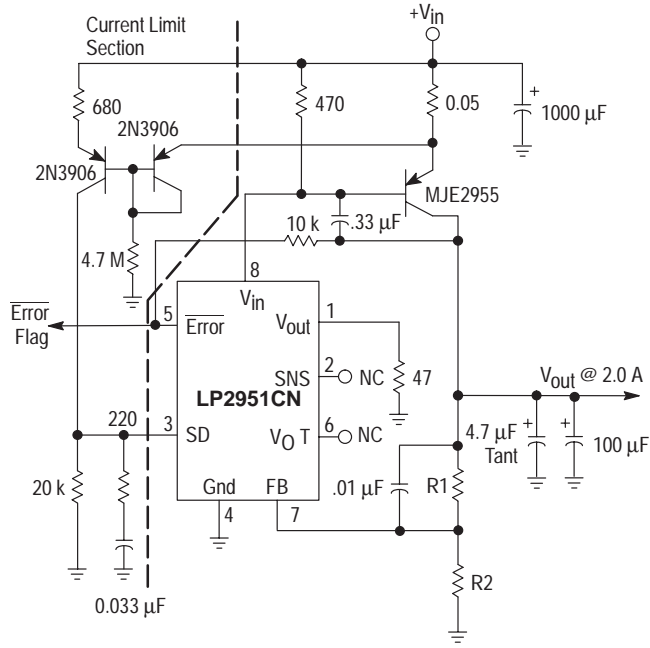 Current Limit
Section
+Vin
680
470
0.05
+
1000 µF
2N3906
2N3906
MJE2955
10 k
.33 µF
4.7 M
8
Vin
Error
Flag
5
Error
Vout
1
SNS
2
NC
47
LP2951CN
Vout @ 2.0 A
220
3
SD
VO T
6
NC
4.7 µF
Tant
+
+
100 µF
20 k
.01 µF
R1
Gnd
FB
4
7
R2
0.033 µF